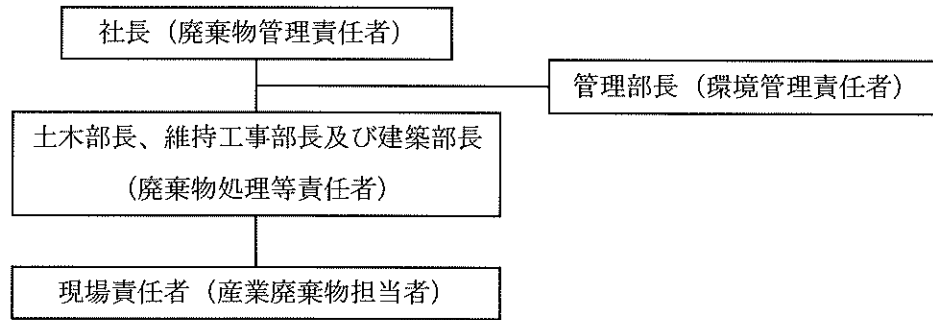 社長（廃棄物管理責任者）
管理部長（環境管理責任者）
土木部長、維持工事部長及び建築部長
（廃棄物処理等責任者）
現場責任者（産業廃棄物担当者）